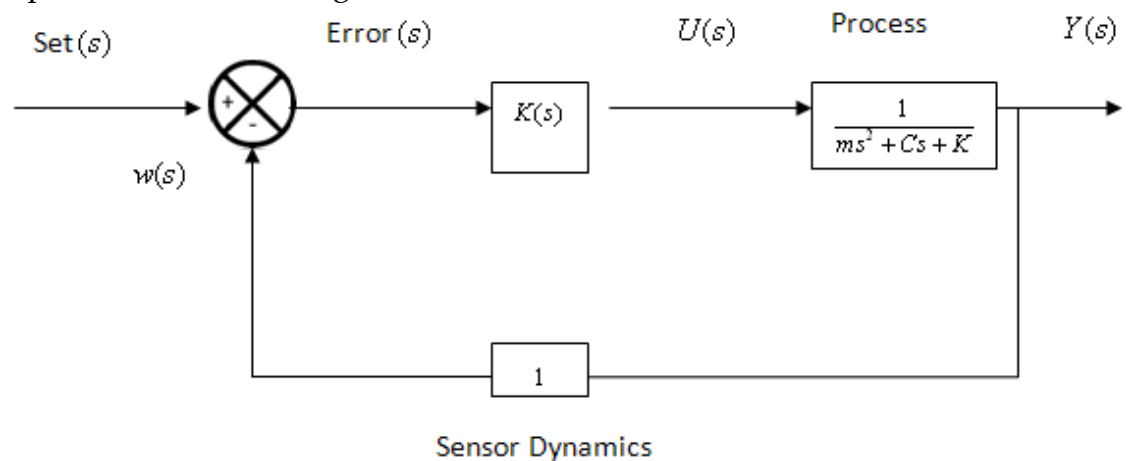 Set(s)
Error(s)
U(s)
Process
Y(s)
+
-
K(s)
1
ms² + Cs + K
w(s)
1
Sensor Dynamics